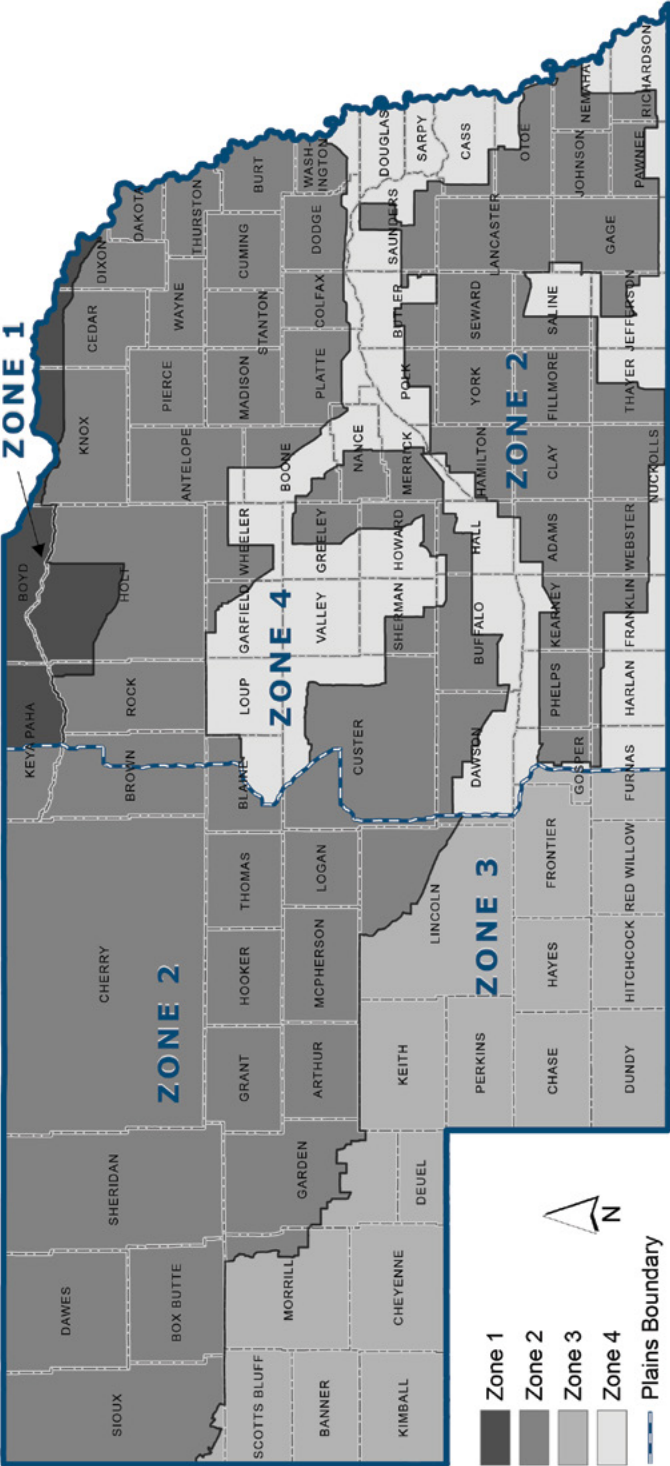 ZONE 1
BOYD
KEYA PAHA
HOLT
KNOX
CEDAR
DIXON
DAKOTA
SIOUX
DAWES
SHERIDAN
CHERRY
BROWN
ROCK
ANTELOPE
PIERCE
WAYNE
THURSTON
BOX BUTTE
ZONE 2
GRANT
HOOKER
THOMAS
BLAINE
LOUP
GARFIELD
WHEELER
BOONE
MADISON
STANTON
CUMING
BURT
ZONE 4
SCOTTS BLUFF
MORRILL
GARDEN
ARTHUR
MCPHERSON
LOGAN
CUSTER
VALLEY
GREELEY
NANCE
PLATTE
COLFAX
DODGE
WASH-
INGTON
BANNER
KIMBALL
CHEYENNE
DEUEL
KEITH
LINCOLN
SHERMAN
HOWARD
MERRICK
POLK
BUTLER
SAUNDERS
DOUGLAS
SARPY
CASS
ZONE 3
PERKINS
DAWSON
BUFFALO
HALL
HAMILTON
YORK
SEWARD
LANCASTER
OTOE
ZONE 2
CHASE
HAYES
FRONTIER
GOSPER
PHELPS
KEARNEY
ADAMS
CLAY
FILLMORE
SALINE
GAGE
JOHNSON
NEMAHA
DUNDY
HITCHCOCK
RED WILLOW
FURNAS
HARLAN
FRANKLIN
WEBSTER
NUCKOLLS
THAYER
JEFFERSON
PAWNEE
RICHARDSON
N
Zone 1
Zone 2
Zone 3
Zone 4
Plains Boundary